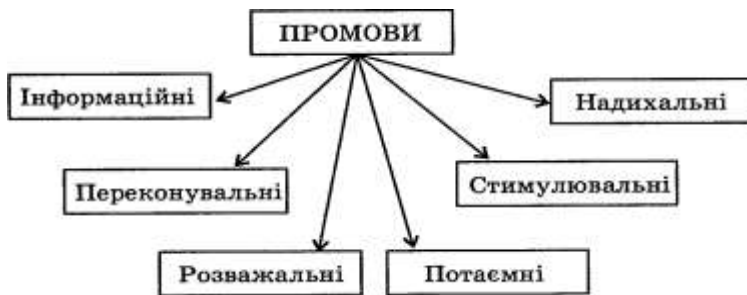 ПРОМОВИ
Інформаційні
Надихальні
Переконувальні
Стимулювальні
Розважальні
Потаємні